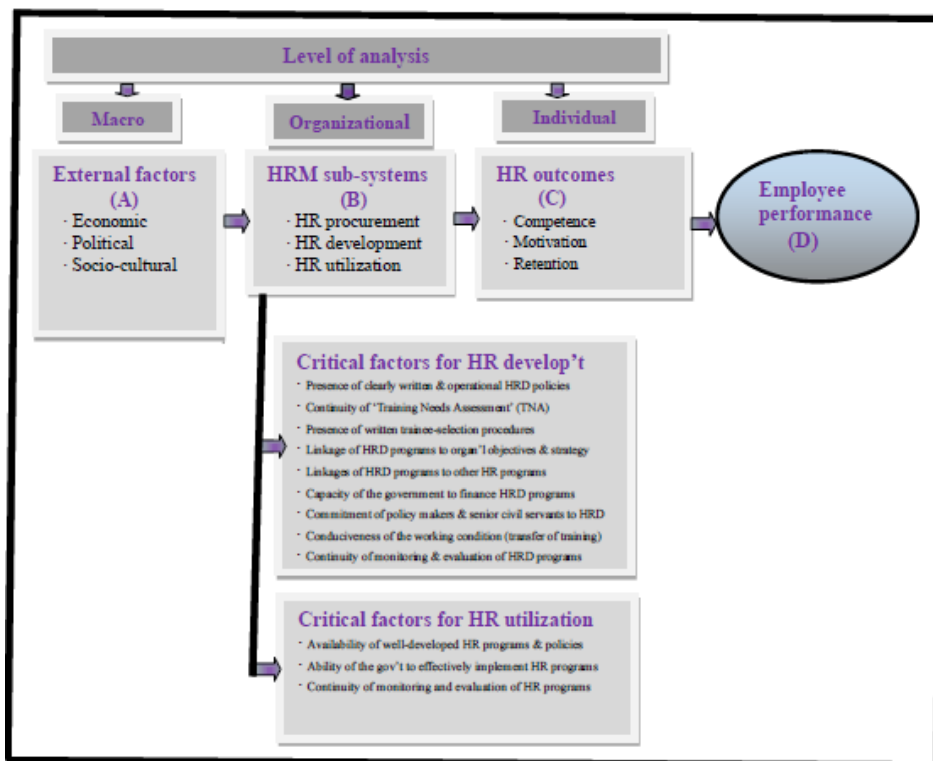 Level of analysis
Macro
Organizational
Individual
External factors
(A)
· Economic
· Political
· Socio-cultural
HRM sub-systems
(B)
· HR procurement
· HR development
· HR utilization
HR outcomes
(C)
· Competence
· Motivation
· Retention
Employee
performance
(D)
Critical factors for HR develop’t
· Presence of clearly written & operational HRD policies
· Continuity of ‘Training Needs Assessment’ (TNA)
· Presence of written trainee-selection procedures
· Linkage of HRD programs to organ’l objectives & strategy
· Linkages of HRD programs to other HR programs
· Capacity of the government to finance HRD programs
· Commitment of policy makers & senior civil servants to HRD
· Conduciveness of the working condition (transfer of training)
· Continuity of monitoring & evaluation of HRD programs
Critical factors for HR utilization
· Availability of well-developed HR programs & policies
· Ability of the gov’t to effectively implement HR programs
· Continuity of monitoring and evaluation of HR programs